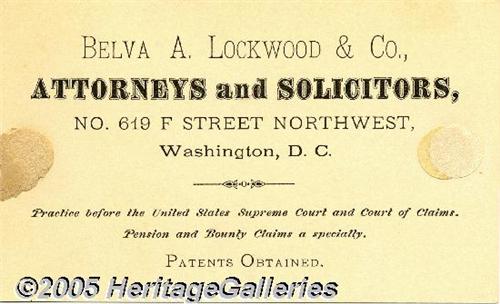 BELVA A. LOCKWOOD & CO.,
ATTORNEYS and SOLICITORS,
NO. 619 F STREET NORTHWEST,
Washington, D. C.
Practice before the United States Supreme Court and Court of Claims.
Pension and Bounty Claims a specialty.
PATENTS OBTAINED.
©2005 HeritageGalleries